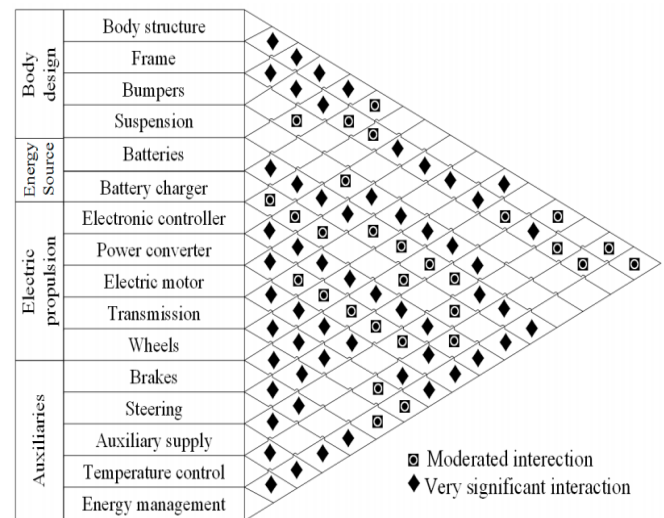 Body design
Body structure
Frame
Bumpers
Suspension
Energy Source
Batteries
Battery charger
Electric propulsion
Electronic controller
Power converter
Electric motor
Transmission
Wheels
Auxiliaries
Brakes
Steering
Auxiliary supply
Temperature control
Energy management
Moderated interection
Very significant interaction